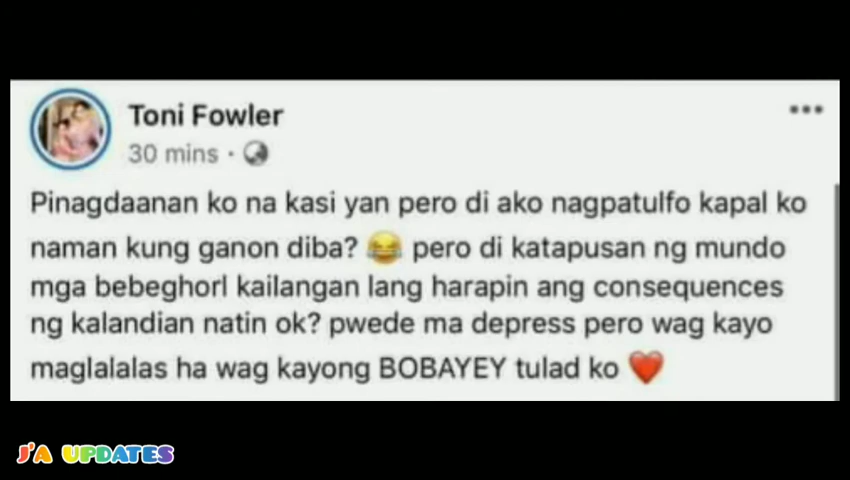 Toni Fowler
30 mins ·
Pinagdaanan ko na kasi yan pero di ako nagpatulfo kapal ko
naman kung ganon diba? 😂 pero di katapusan ng mundo
mga bebeghorl kailangan lang harapin ang consequences
ng kalandian natin ok? pwede ma depress pero wag kayo
maglalalas ha wag kayong BOBAYEY tulad ko ❤️
J'A UPDATES